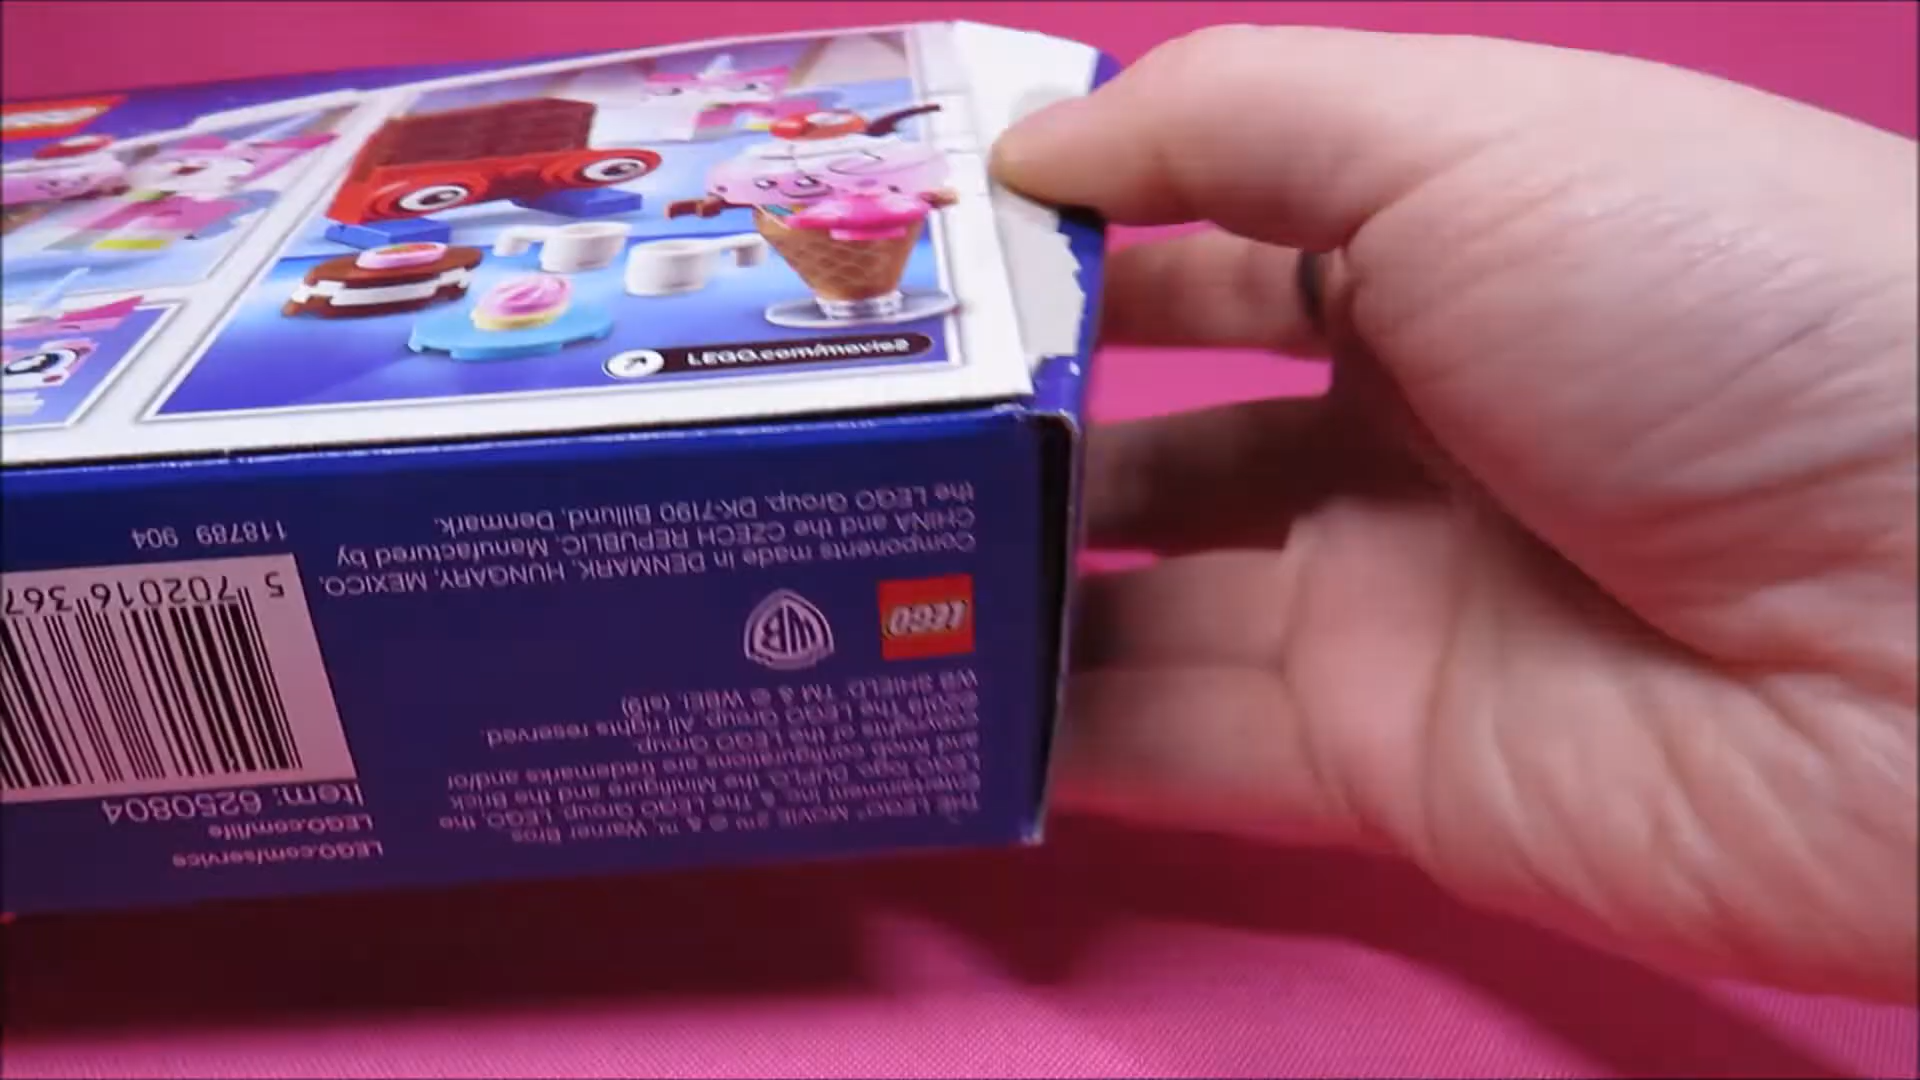 LEGO.com/movie2
the LEGO Group, DK-7190 Billund, Denmark.
CHINA and the CZECH REPUBLIC. Manufactured by
Components made in DENMARK, HUNGARY, MEXICO,
118789 904
5 702016 367
LEGO
WB
WB SHIELD: TM & © WBEI. (s19)
©2019 The LEGO Group. All rights reserved.
copyrights of the LEGO Group.
and Knob configurations are trademarks and/or
LEGO logo, DUPLO, the Minifigure and the Brick
Entertainment Inc. & The LEGO Group. LEGO, the
THE LEGO® MOVIE 2™ © & ™ Warner Bros.
Item: 6250804
LEGO.com/life
LEGO.com/service